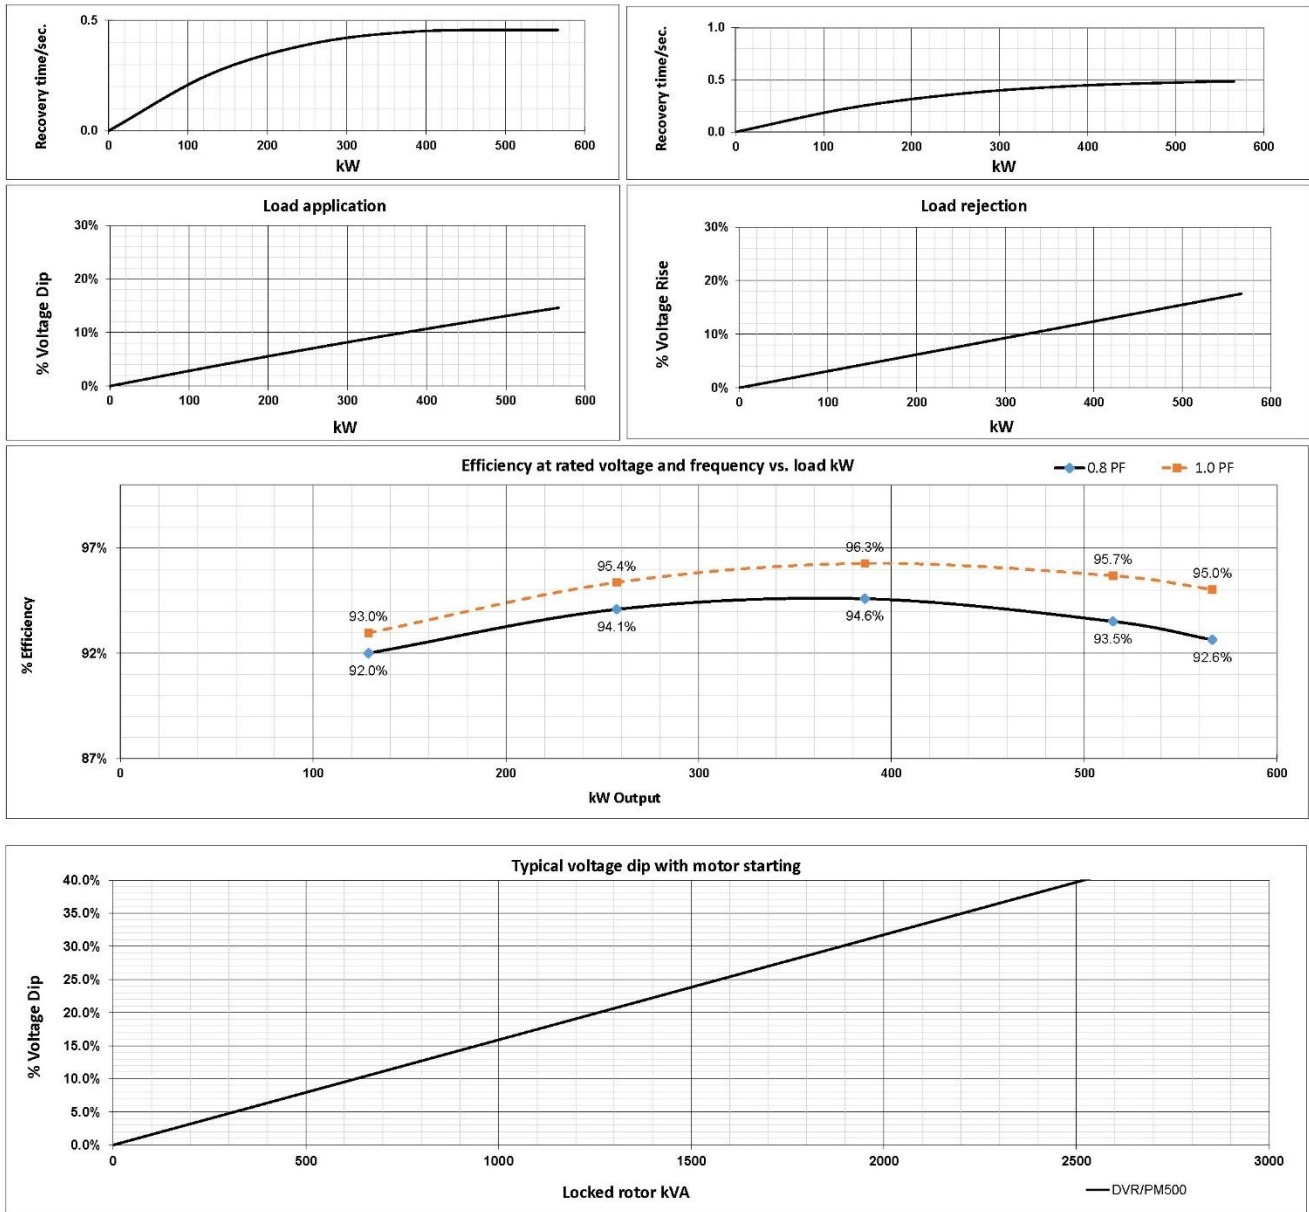 Recovery time/sec.
0.5
0.0
0 100 200 300 400 500 600
kW
Recovery time/sec.
1.0
0.5
0.0
0 100 200 300 400 500 600
kW
Load application
% Voltage Dip
30%
20%
10%
0%
0 100 200 300 400 500 600
kW
Load rejection
% Voltage Rise
30%
20%
10%
0%
0 100 200 300 400 500 600
kW
Efficiency at rated voltage and frequency vs. load kW
0.8 PF 1.0 PF
% Efficiency
97%
92%
87%
93.0% 95.4% 96.3% 95.7% 95.0%
92.0% 94.1% 94.6% 93.5% 92.6%
0 100 200 300 400 500 600
kW Output
Typical voltage dip with motor starting
% Voltage Dip
40.0%
35.0%
30.0%
25.0%
20.0%
15.0%
10.0%
5.0%
0.0%
0 500 1000 1500 2000 2500 3000
Locked rotor kVA
DVR/PM500